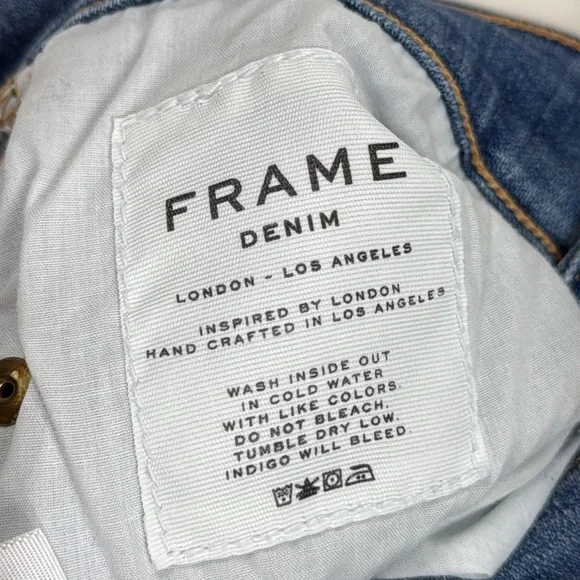 FRAME
DENIM
LONDON - LOS ANGELES
INSPIRED BY LONDON
HAND CRAFTED IN LOS ANGELES
WASH INSIDE OUT
IN COLD WATER
WITH LIKE COLORS.
DO NOT BLEACH.
TUMBLE DRY LOW.
INDIGO WILL BLEED.